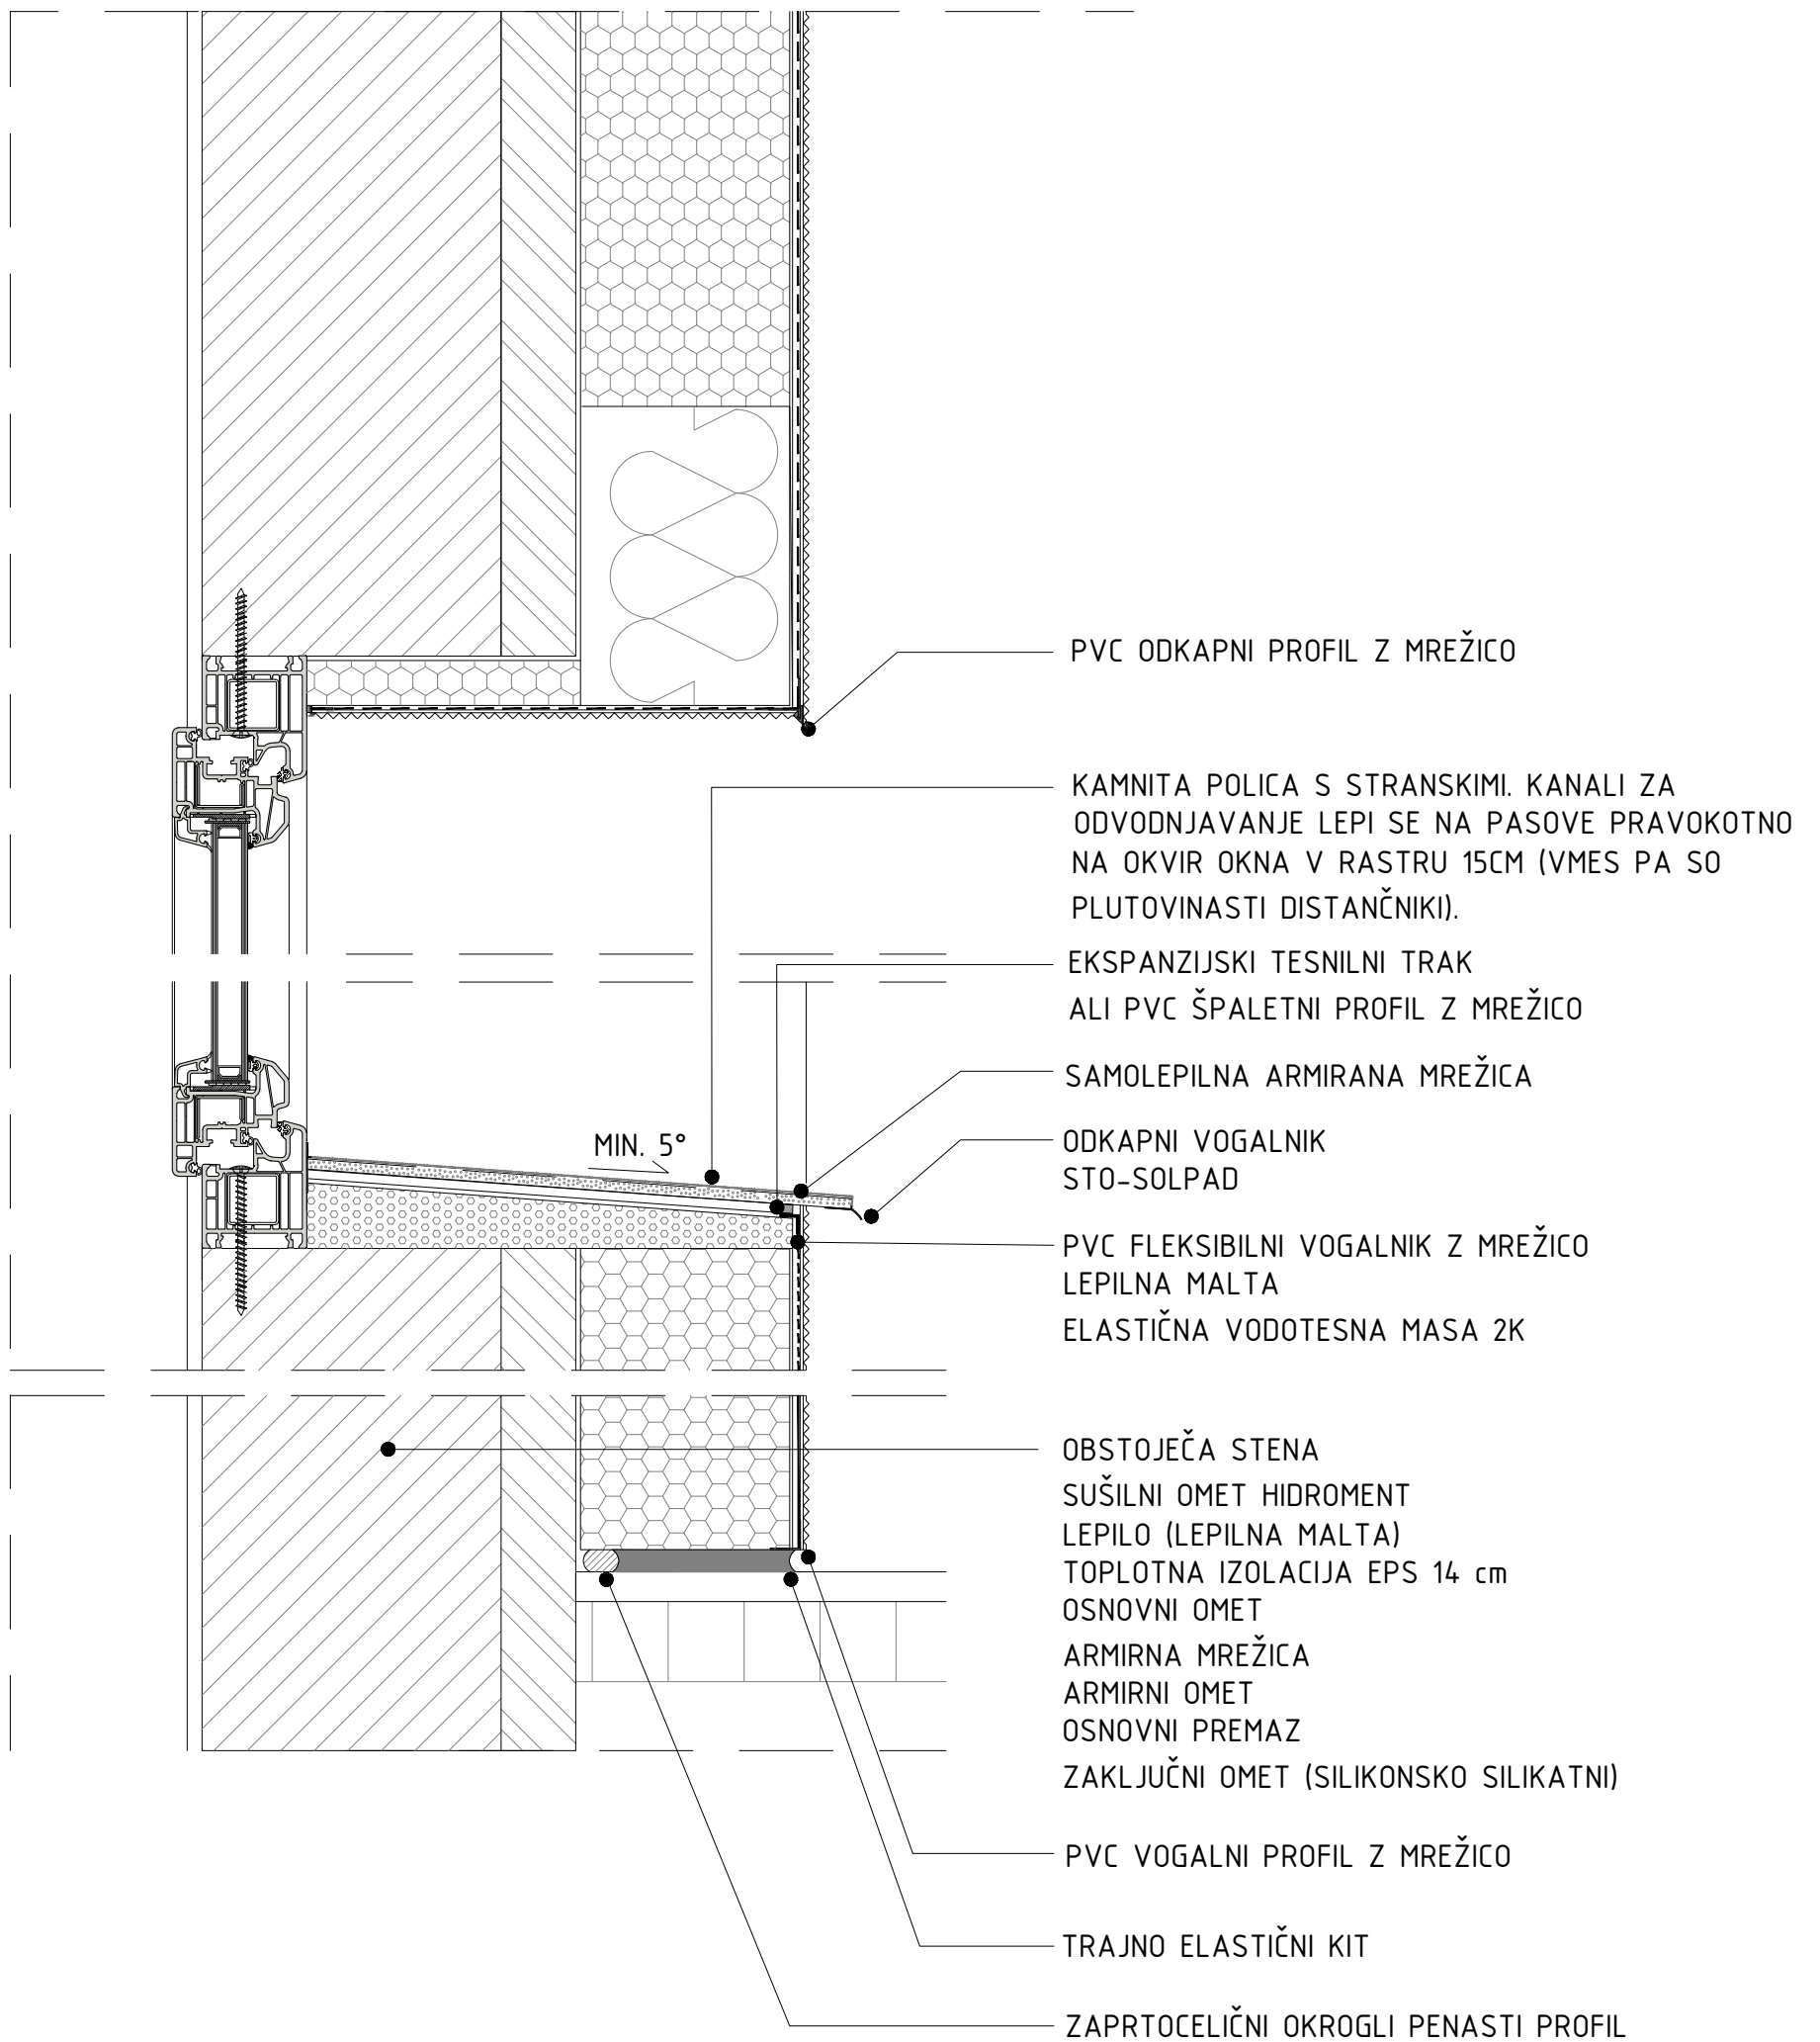 PVC ODKAPNI PROFIL Z MREŽICO
KAMNITA POLICA S STRANSKIMI. KANALI ZA
ODVODNJAVANJE LEPI SE NA PASOVE PRAVOKOTNO
NA OKVIR OKNA V RASTRU 15CM (VMES PA SO
PLUTOVINASTI DISTANČNIKI).
EKSPANZIJSKI TESNILNI TRAK
ALI PVC ŠPALETNI PROFIL Z MREŽICO
SAMOLEPILNA ARMIRANA MREŽICA
MIN. 5°
ODKAPNI VOGALNIK
STO-SOLPAD
PVC FLEKSIBILNI VOGALNIK Z MREŽICO
LEPILNA MALTA
ELASTIČNA VODOTESNA MASA 2K
OBSTOJEČA STENA
SUŠILNI OMET HIDROMENT
LEPILO (LEPILNA MALTA)
TOPLOTNA IZOLACIJA EPS 14 cm
OSNOVNI OMET
ARMIRNA MREŽICA
ARMIRNI OMET
OSNOVNI PREMAZ
ZAKLJUČNI OMET (SILIKONSKO SILIKATNI)
PVC VOGALNI PROFIL Z MREŽICO
TRAJNO ELASTIČNI KIT
ZAPRTOCELIČNI OKROGLI PENASTI PROFIL